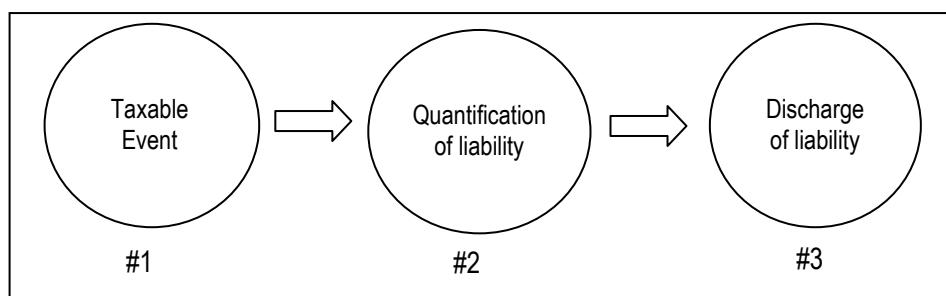 Taxable
Event
Quantification
of liability
Discharge
of liability
#1
#2
#3